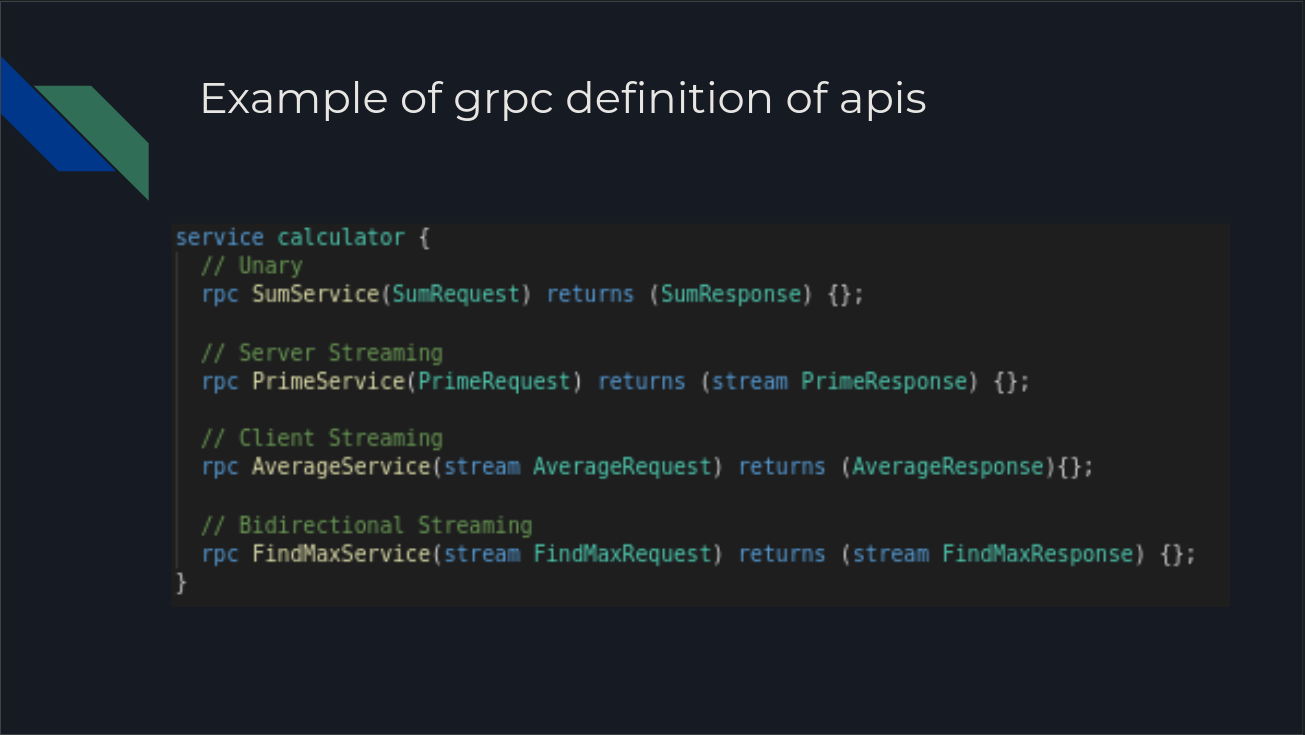 Example of grpc definition of apis
service calculator {
// Unary
rpc SumService(SumRequest) returns (SumResponse) {};
// Server Streaming
rpc PrimeService(PrimeRequest) returns (stream PrimeResponse) {};
// Client Streaming
rpc AverageService(stream AverageRequest) returns (AverageResponse){};
// Bidirectional Streaming
rpc FindMaxService(stream FindMaxRequest) returns (stream FindMaxResponse) {};
}